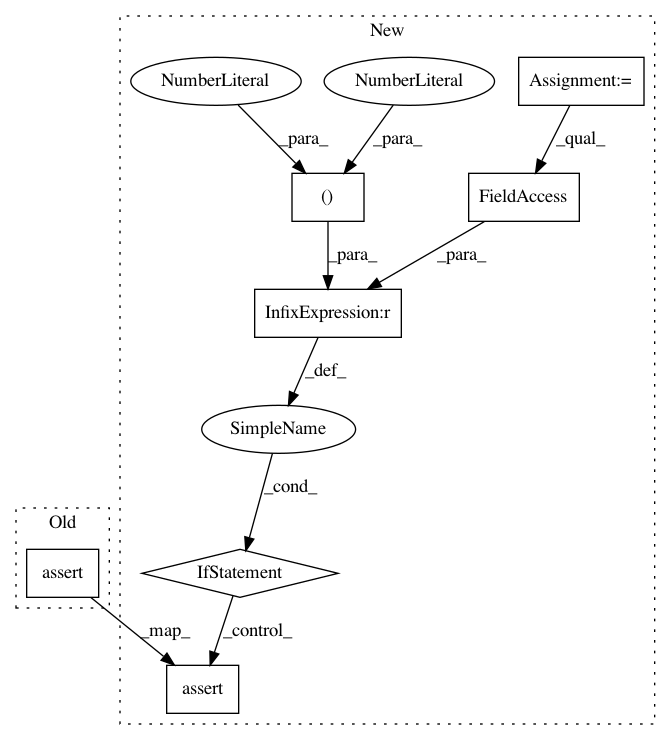 New
NumberLiteral
NumberLiteral
Assignment:=
_para_
_para_
_qual_
()
FieldAccess
_para_
_para_
InfixExpression:r
_def_
SimpleName
_cond_
Old
assert
IfStatement
_map_
_control_
assert